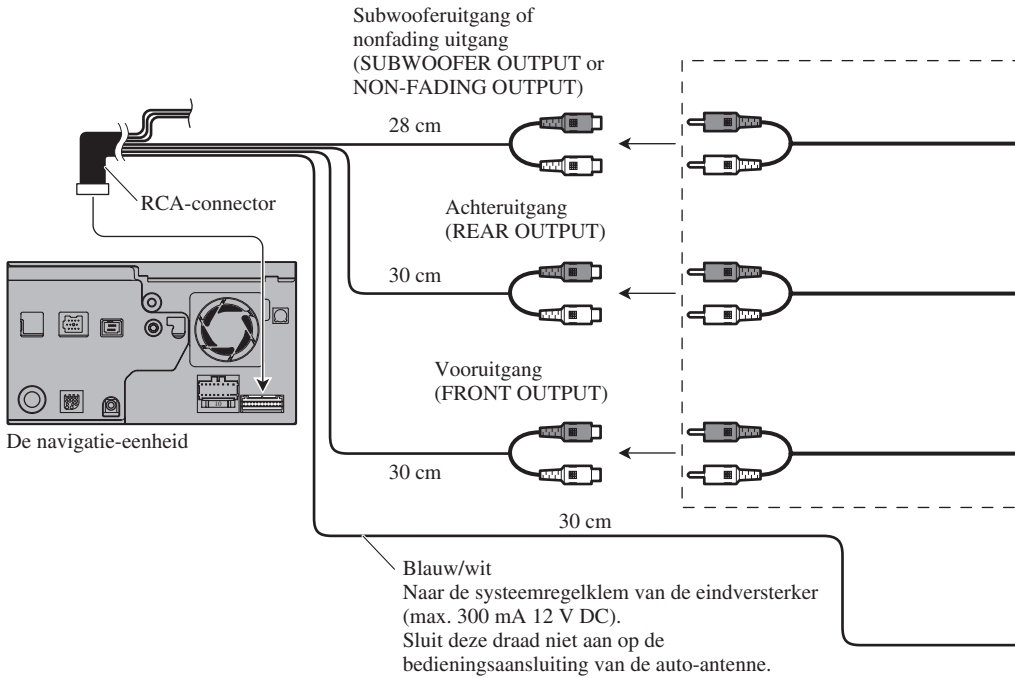 Subwooferuitgang of
nonfading uitgang
(SUBWOOFER OUTPUT or
NON-FADING OUTPUT)
28 cm
RCA-connector
Achteruitgang
(REAR OUTPUT)
30 cm
Vooruitgang
(FRONT OUTPUT)
De navigatie-eenheid
30 cm
30 cm
Blauw/wit
Naar de systeemregelklem van de eindversterker
(max. 300 mA 12 V DC).
Sluit deze draad niet aan op de
bedieningsaansluiting van de auto-antenne.